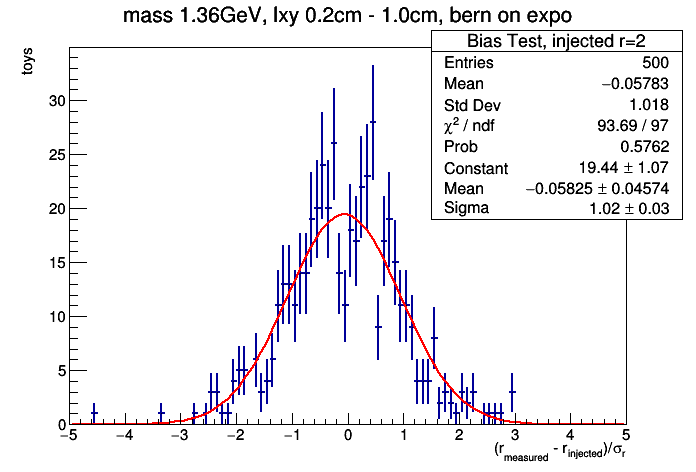 mass 1.36GeV, lxy 0.2cm - 1.0cm, bern on expo
toys
Bias Test, injected r=2
Entries 500
Mean −0.05783
Std Dev 1.018
χ² / ndf 93.69 / 97
Prob 0.5762
Constant 19.44 ± 1.07
Mean −0.05825 ± 0.04574
Sigma 1.02 ± 0.03
30
25
20
15
10
5
0
−5 −4 −3 −2 −1 0 1 2 3 4 5
(r_measured - r_injected)/σ_r